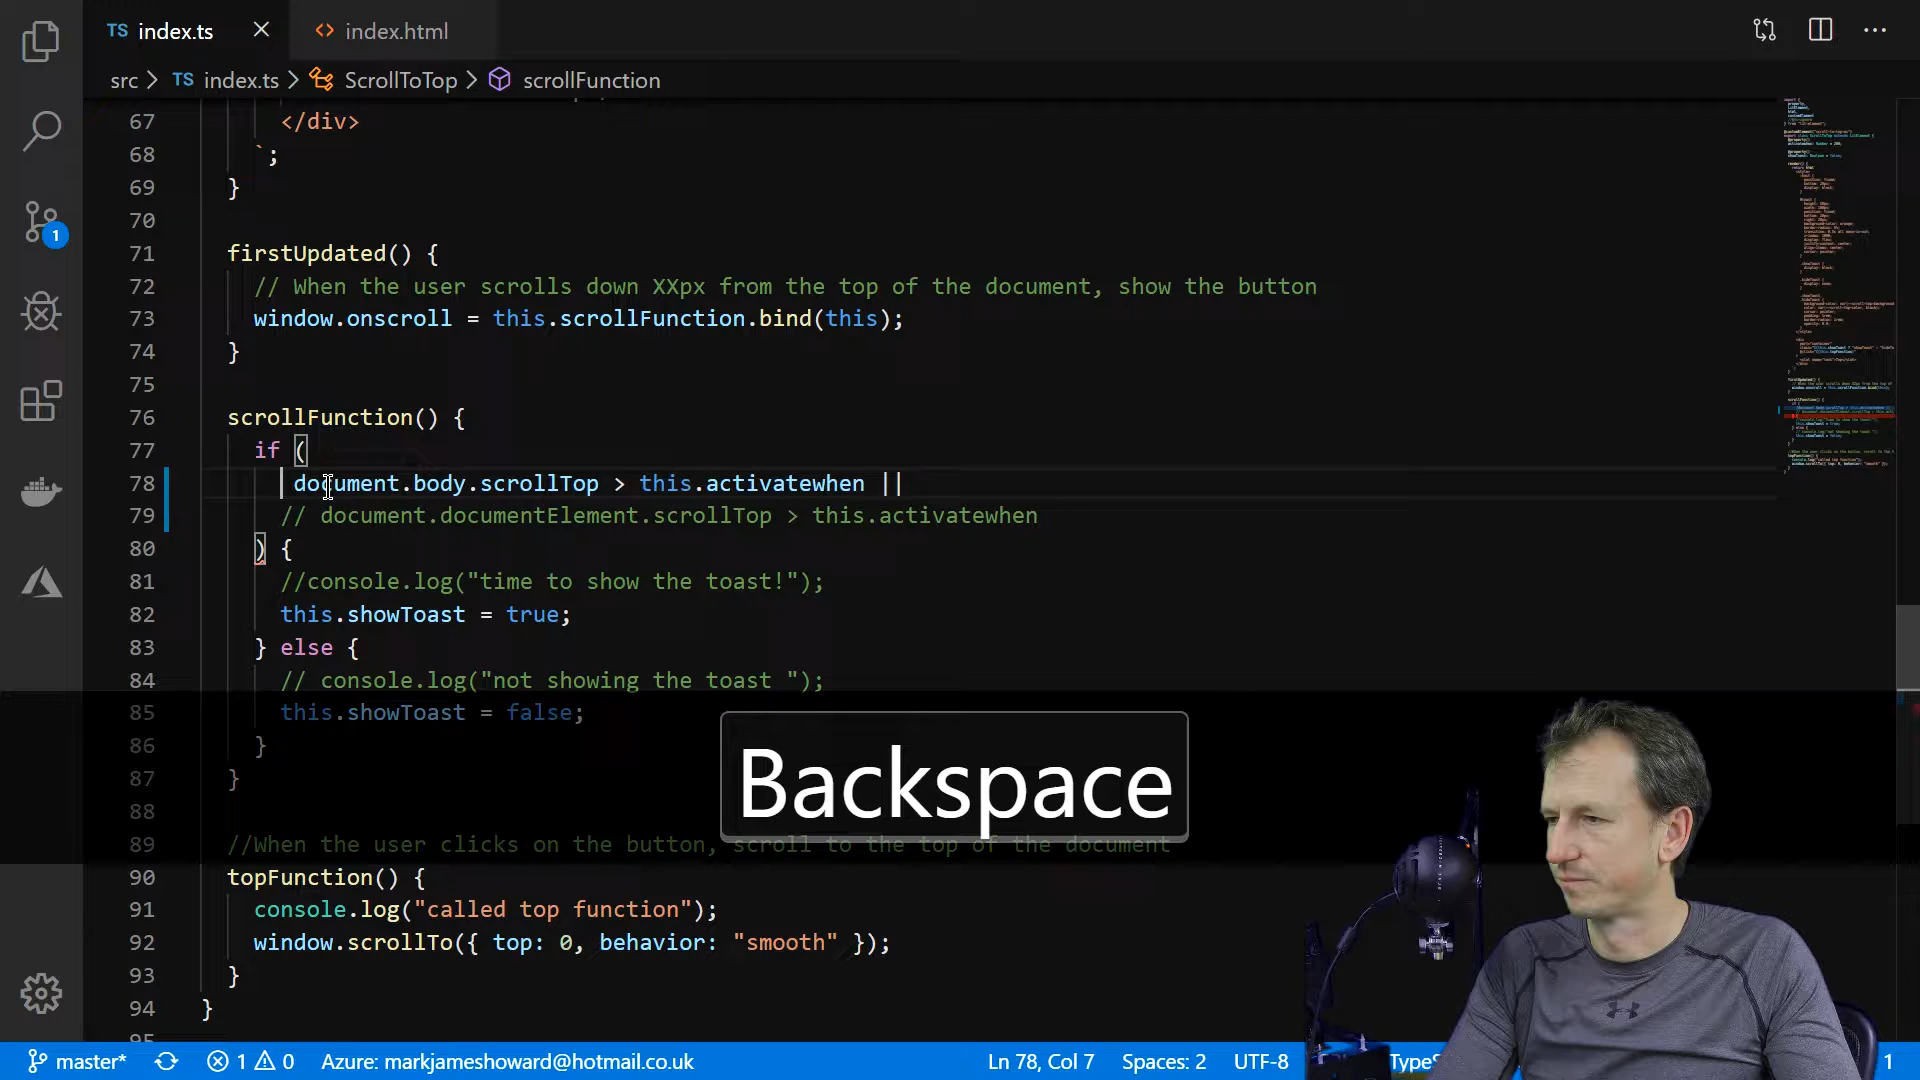 TS index.ts
index.html
src > TS index.ts > ScrollToTop > scrollFunction
67 </div>
68 `;
69 }
70
71 firstUpdated() {
72 // When the user scrolls down XXpx from the top of the document, show the button
73 window.onscroll = this.scrollFunction.bind(this);
74 }
75
76 scrollFunction() {
77 if (
78 document.body.scrollTop > this.activatewhen ||
79 // document.documentElement.scrollTop > this.activatewhen
80 ) {
81 //console.log("time to show the toast!");
82 this.showToast = true;
83 } else {
84 // console.log("not showing the toast ");
85 this.showToast = false;
86 }
87 }
88
Backspace
89 //When the user clicks on the button, scroll to the top of the document
90 topFunction() {
91 console.log("called top function");
92 window.scrollTo({ top: 0, behavior: "smooth" });
93 }
94 }
1
master* 1 0 Azure: markjameshoward@hotmail.co.uk Ln 78, Col 7 Spaces: 2 UTF-8 1